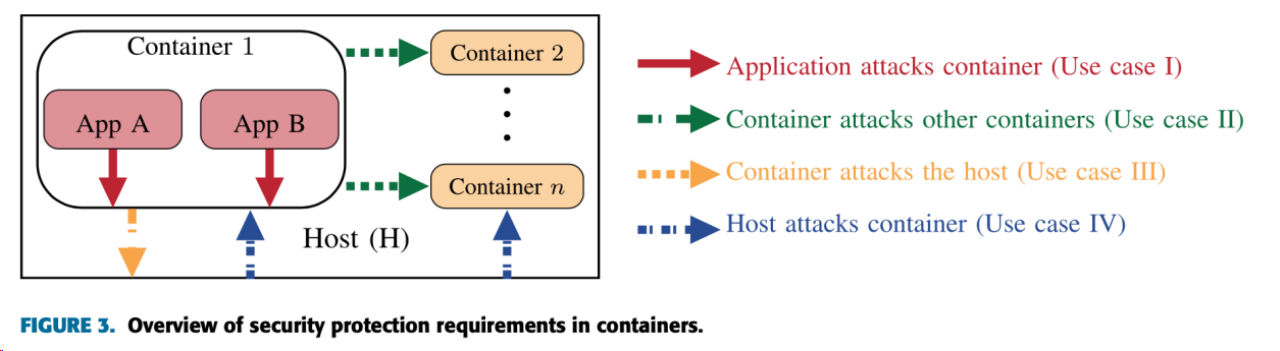 Container 1
Container 2
App A
App B
Container n
Host (H)
Application attacks container (Use case I)
Container attacks other containers (Use case II)
Container attacks the host (Use case III)
Host attacks container (Use case IV)
FIGURE 3. Overview of security protection requirements in containers.